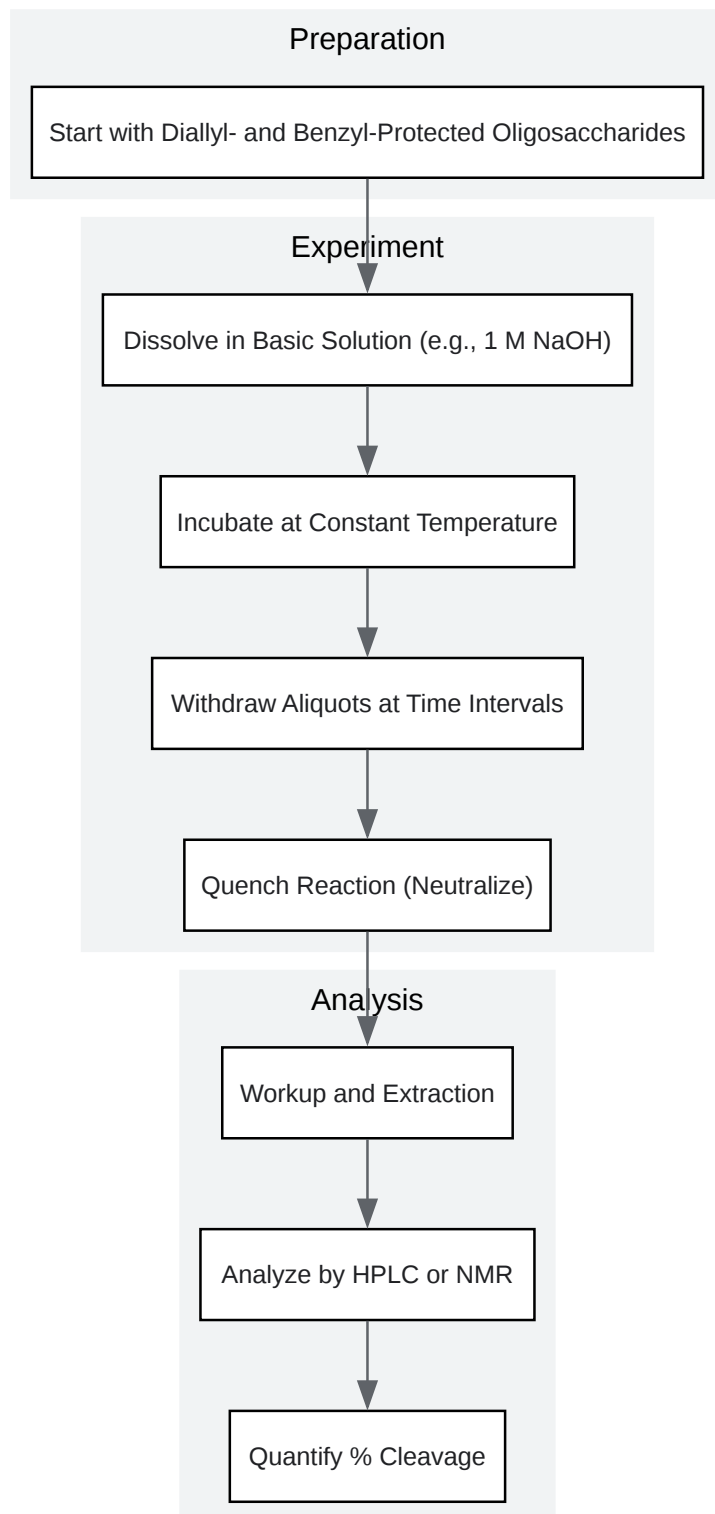 Preparation
Start with Diallyl- and Benzyl-Protected Oligosaccharides
Experiment
Dissolve in Basic Solution (e.g., 1 M NaOH)
Incubate at Constant Temperature
Withdraw Aliquots at Time Intervals
Quench Reaction (Neutralize)
Analysis
Workup and Extraction
Analyze by HPLC or NMR
Quantify % Cleavage